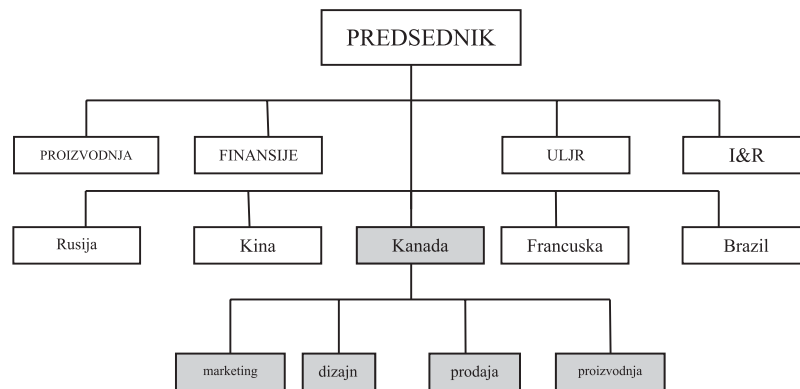 PREDSEDNIK
PROIZVODNJA
FINANSIJE
ULJR
I&R
Rusija
Kina
Kanada
Francuska
Brazil
marketing
dizajn
prodaja
proizvodnja